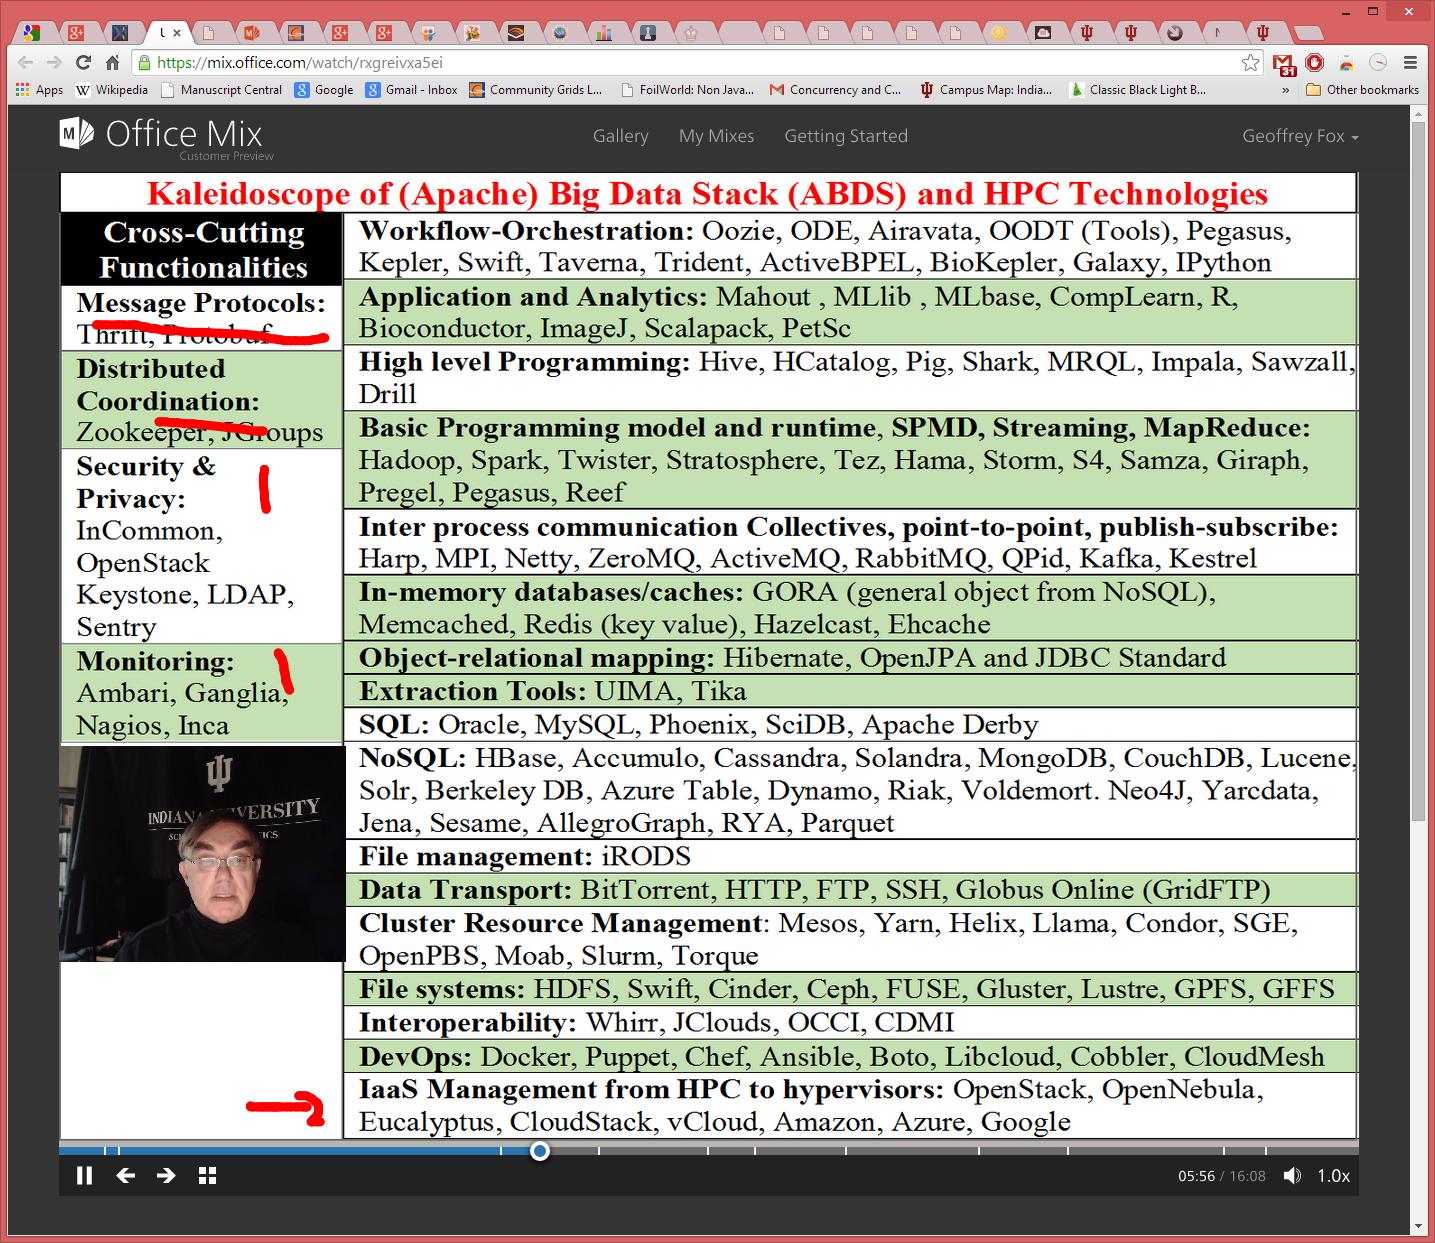 U
https://mix.office.com/watch/rxgreivxa5ei
31
Apps Wikipedia Manuscript Central Google Gmail - Inbox Community Grids L... FoilWorld: Non Java... Concurrency and C... Campus Map: India... Classic Black Light B... » Other bookmarks
Office Mix
Customer Preview
Gallery My Mixes Getting Started Geoffrey Fox
Kaleidoscope of (Apache) Big Data Stack (ABDS) and HPC Technologies
Cross-Cutting
Functionalities
Message Protocols:
Thrift, Protobuf
Distributed
Coordination:
Zookeeper, JGroups
Security &
Privacy:
InCommon,
OpenStack
Keystone, LDAP,
Sentry
Monitoring:
Ambari, Ganglia,
Nagios, Inca
INDIANA UNIVERSITY
Workflow-Orchestration: Oozie, ODE, Airavata, OODT (Tools), Pegasus,
Kepler, Swift, Taverna, Trident, ActiveBPEL, BioKepler, Galaxy, IPython
Application and Analytics: Mahout , MLlib , MLbase, CompLearn, R,
Bioconductor, ImageJ, Scalapack, PetSc
High level Programming: Hive, HCatalog, Pig, Shark, MRQL, Impala, Sawzall,
Drill
Basic Programming model and runtime, SPMD, Streaming, MapReduce:
Hadoop, Spark, Twister, Stratosphere, Tez, Hama, Storm, S4, Samza, Giraph,
Pregel, Pegasus, Reef
Inter process communication Collectives, point-to-point, publish-subscribe:
Harp, MPI, Netty, ZeroMQ, ActiveMQ, RabbitMQ, QPid, Kafka, Kestrel
In-memory databases/caches: GORA (general object from NoSQL),
Memcached, Redis (key value), Hazelcast, Ehcache
Object-relational mapping: Hibernate, OpenJPA and JDBC Standard
Extraction Tools: UIMA, Tika
SQL: Oracle, MySQL, Phoenix, SciDB, Apache Derby
NoSQL: HBase, Accumulo, Cassandra, Solandra, MongoDB, CouchDB, Lucene,
Solr, Berkeley DB, Azure Table, Dynamo, Riak, Voldemort. Neo4J, Yarcdata,
Jena, Sesame, AllegroGraph, RYA, Parquet
File management: iRODS
Data Transport: BitTorrent, HTTP, FTP, SSH, Globus Online (GridFTP)
Cluster Resource Management: Mesos, Yarn, Helix, Llama, Condor, SGE,
OpenPBS, Moab, Slurm, Torque
File systems: HDFS, Swift, Cinder, Ceph, FUSE, Gluster, Lustre, GPFS, GFFS
Interoperability: Whirr, JClouds, OCCI, CDMI
DevOps: Docker, Puppet, Chef, Ansible, Boto, Libcloud, Cobbler, CloudMesh
IaaS Management from HPC to hypervisors: OpenStack, OpenNebula,
Eucalyptus, CloudStack, vCloud, Amazon, Azure, Google
05:56 / 16:08 1.0x